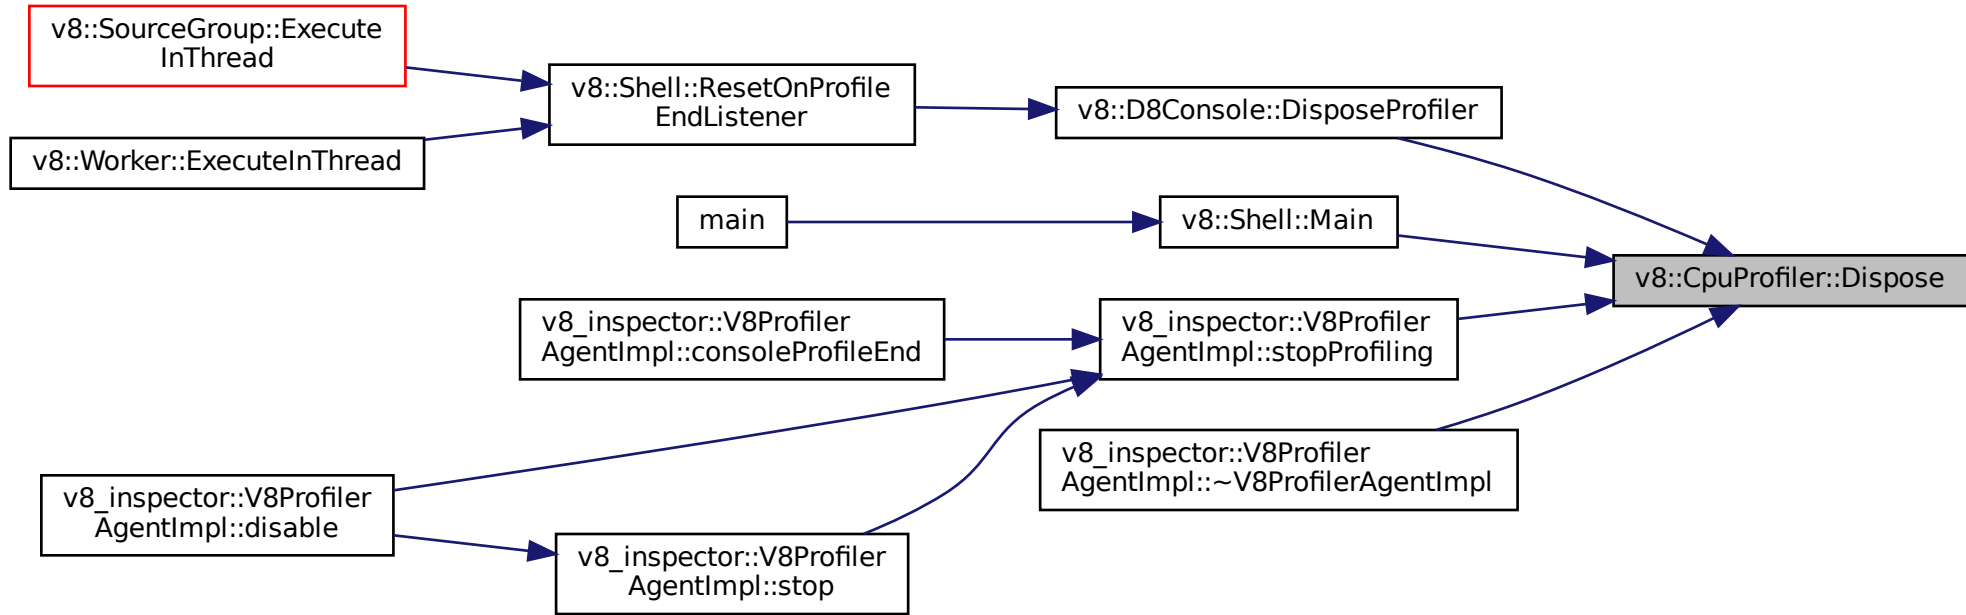 v8::SourceGroup::Execute
InThread
v8::Shell::ResetOnProfile
EndListener
v8::D8Console::DisposeProfiler
v8::Worker::ExecuteInThread
main
v8::Shell::Main
v8::CpuProfiler::Dispose
v8_inspector::V8Profiler
AgentImpl::consoleProfileEnd
v8_inspector::V8Profiler
AgentImpl::stopProfiling
v8_inspector::V8Profiler
AgentImpl::~V8ProfilerAgentImpl
v8_inspector::V8Profiler
AgentImpl::disable
v8_inspector::V8Profiler
AgentImpl::stop